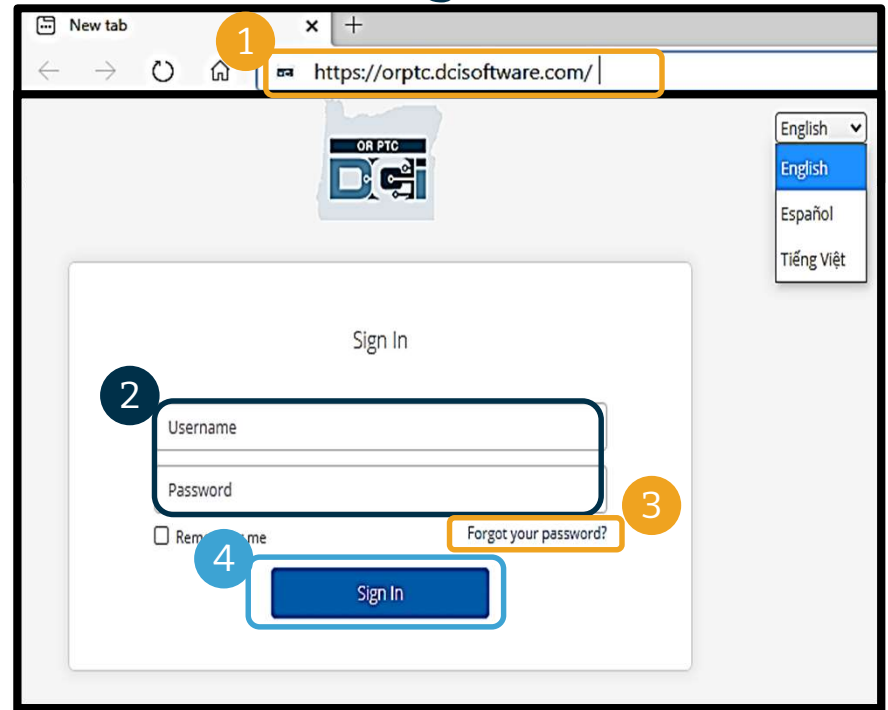 New tab
1
https://orptc.dcisoftware.com/
OR PTC
DCi
English
English
Español
Tiếng Việt
Sign In
2
Username
Password
3
me
Forgot your password?
4
Sign In